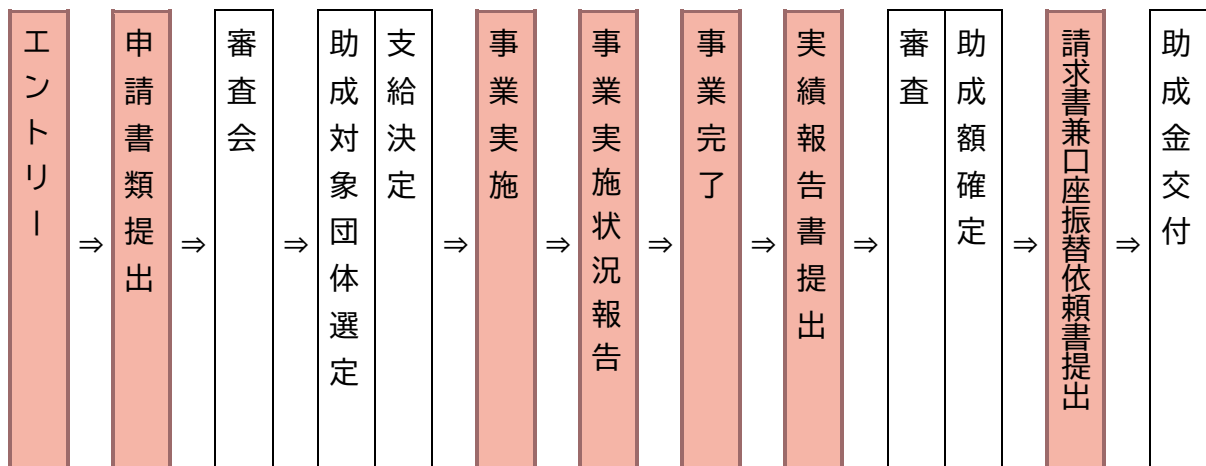 エントリー
⇒
申請書類提出
⇒
審査会
⇒
助成対象団体選定
支給決定
⇒
事業実施
⇒
事業実施状況報告
⇒
事業完了
⇒
実績報告書提出
⇒
審査
助成額確定
⇒
請求書兼口座振替依頼書提出
⇒
助成金交付